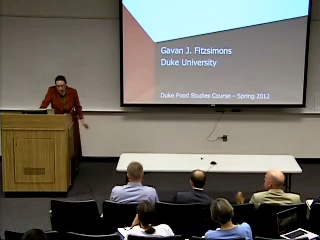 Gavan J. Fitzsimons
Duke University
Duke Food Studies Course – Spring 2012